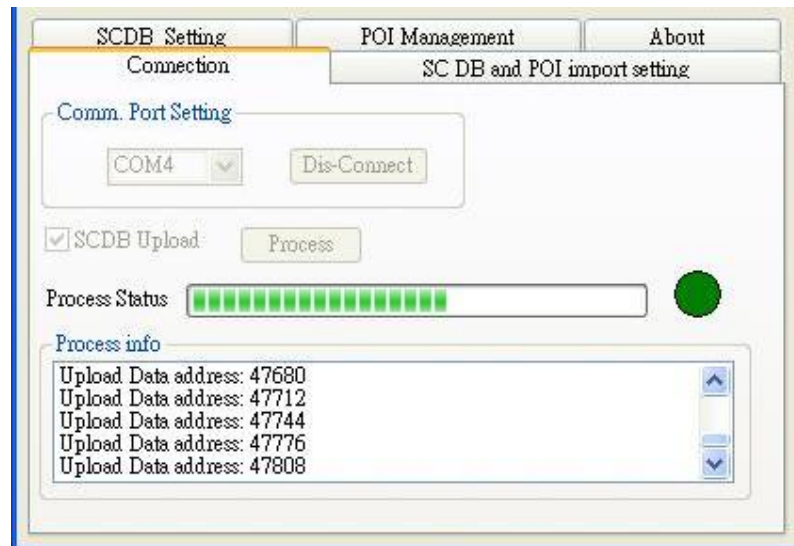 SCDB Setting POI Management About
Connection SC DB and POI import setting
Comm. Port Setting
COM4 Dis-Connect
SCDB Upload Process
Process Status
Process info
Upload Data address: 47680
Upload Data address: 47712
Upload Data address: 47744
Upload Data address: 47776
Upload Data address: 47808